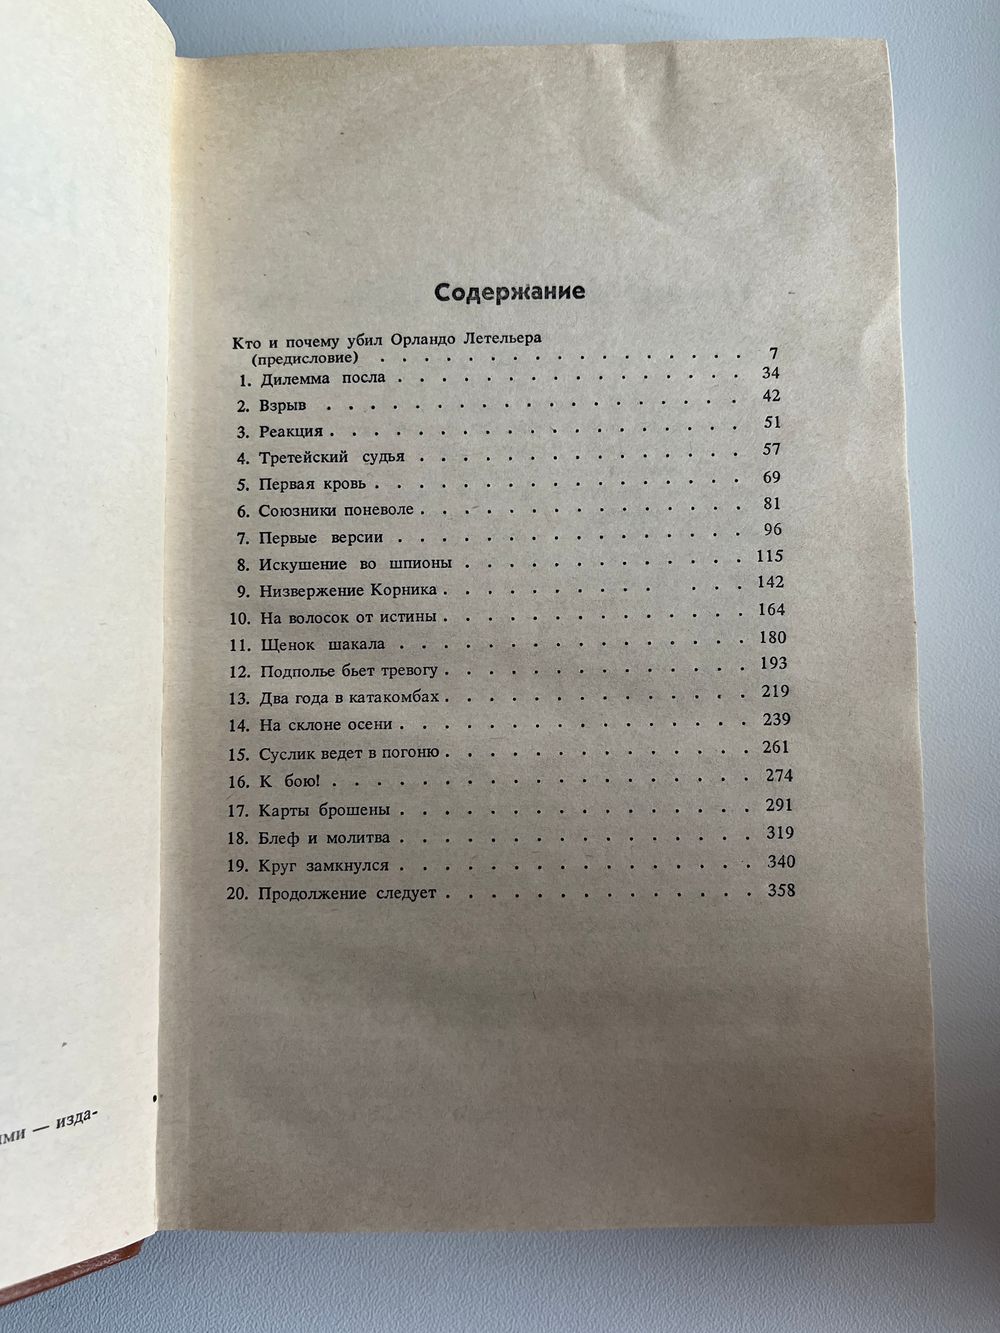 Содержание
Кто и почему убил Орландо Летельера
(предисловие) . . . . . . . . . . . . . . . . 7
1. Дилемма посла . . . . . . . . . . . . . . . . 34
2. Взрыв . . . . . . . . . . . . . . . . . . 42
3. Реакция . . . . . . . . . . . . . . . . . . 51
4. Третейский судья . . . . . . . . . . . . . . . 57
5. Первая кровь . . . . . . . . . . . . . . . . 69
6. Союзники поневоле . . . . . . . . . . . . . . 81
7. Первые версии . . . . . . . . . . . . . . . . 96
8. Искушение во шпионы . . . . . . . . . . . . . 115
9. Низвержение Корника . . . . . . . . . . . . . 142
10. На волосок от истины . . . . . . . . . . . . . . 164
11. Щенок шакала . . . . . . . . . . . . . . . . 180
12. Подполье бьет тревогу . . . . . . . . . . . . . . 193
13. Два года в катакомбах . . . . . . . . . . . . . . 219
14. На склоне осени . . . . . . . . . . . . . . . . 239
15. Суслик ведет в погоню . . . . . . . . . . . . . . 261
16. К бою! . . . . . . . . . . . . . . . . . . . 274
17. Карты брошены . . . . . . . . . . . . . . . . 291
18. Блеф и молитва . . . . . . . . . . . . . . . . 319
19. Круг замкнулся . . . . . . . . . . . . . . . . 340
20. Продолжение следует . . . . . . . . . . . . . . 358
— изда-